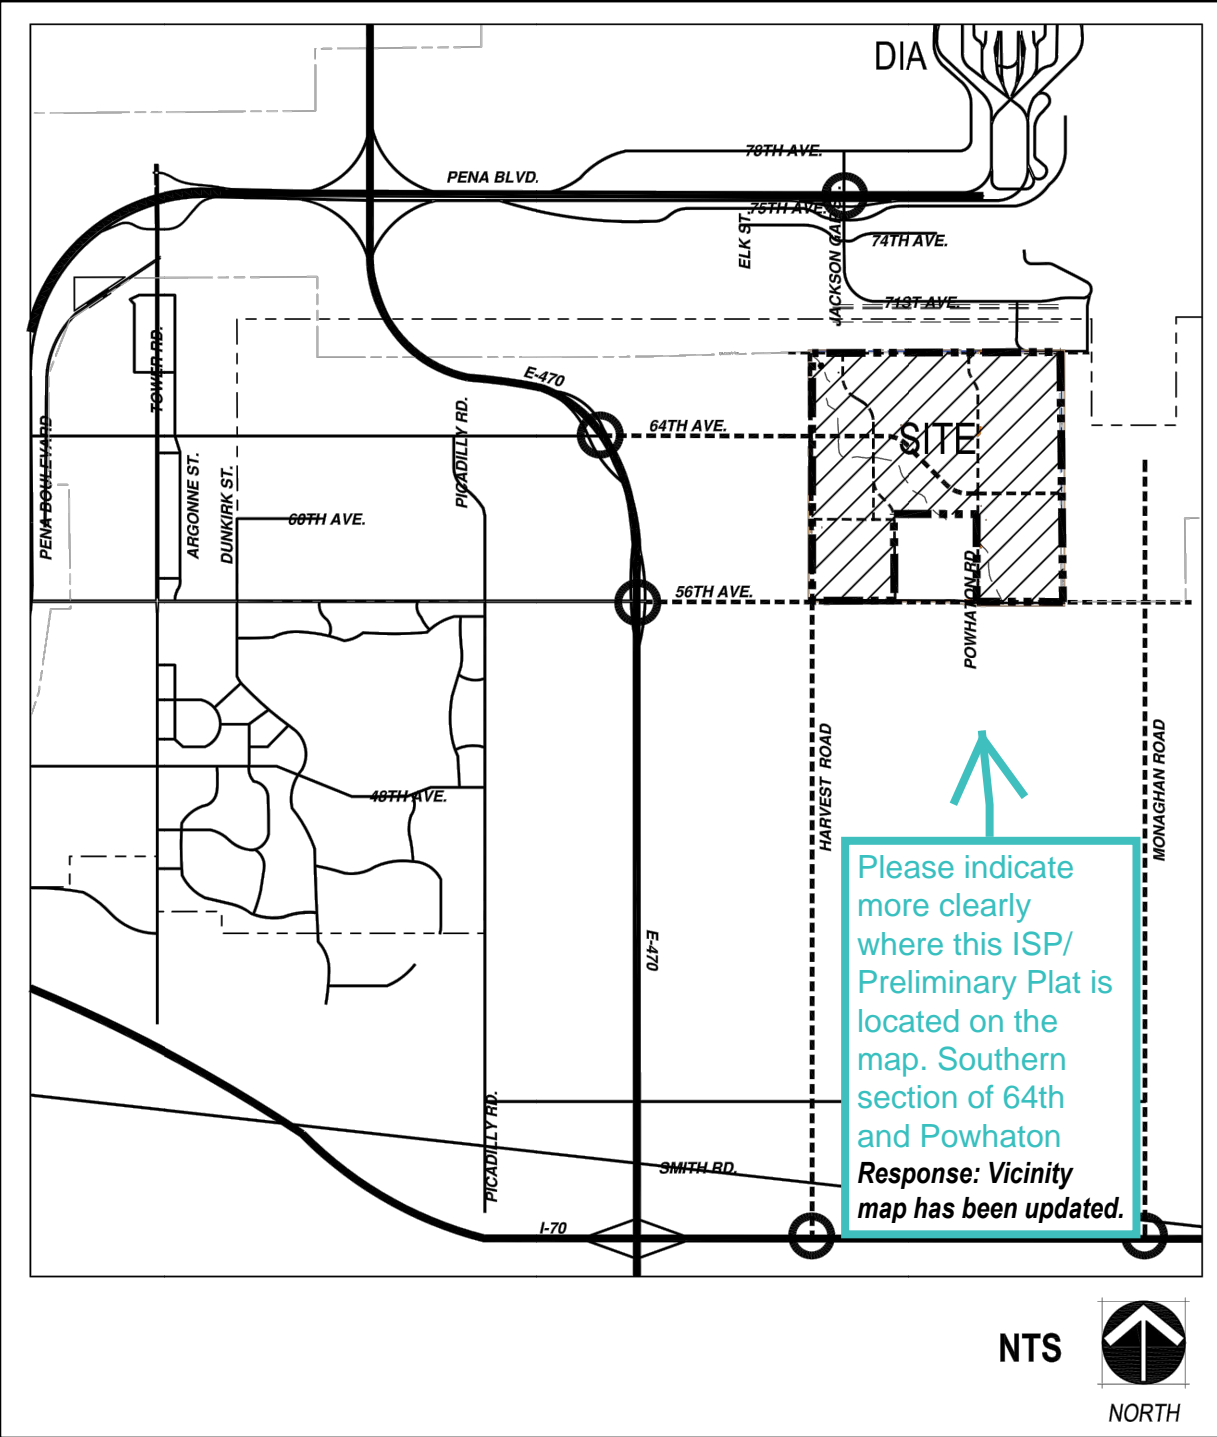 DIA
78TH AVE.
PENA BLVD.
75TH AVE.
ELK ST.
JACKSON GAP ST.
74TH AVE.
71ST AVE.
TOWER RD.
E-470
PICADILLY RD.
64TH AVE.
SITE
PENA BOULEVARD
ARGONNE ST.
DUNKIRK ST.
60TH AVE.
56TH AVE.
POWHATON RD
HARVEST ROAD
MONAGHAN ROAD
48TH AVE.
E-470
Please indicate
more clearly
where this ISP/
Preliminary Plat is
located on the
map. Southern
section of 64th
and Powhaton
Response: Vicinity
map has been updated.
PICADILLY RD.
SMITH RD.
I-70
NTS
NORTH